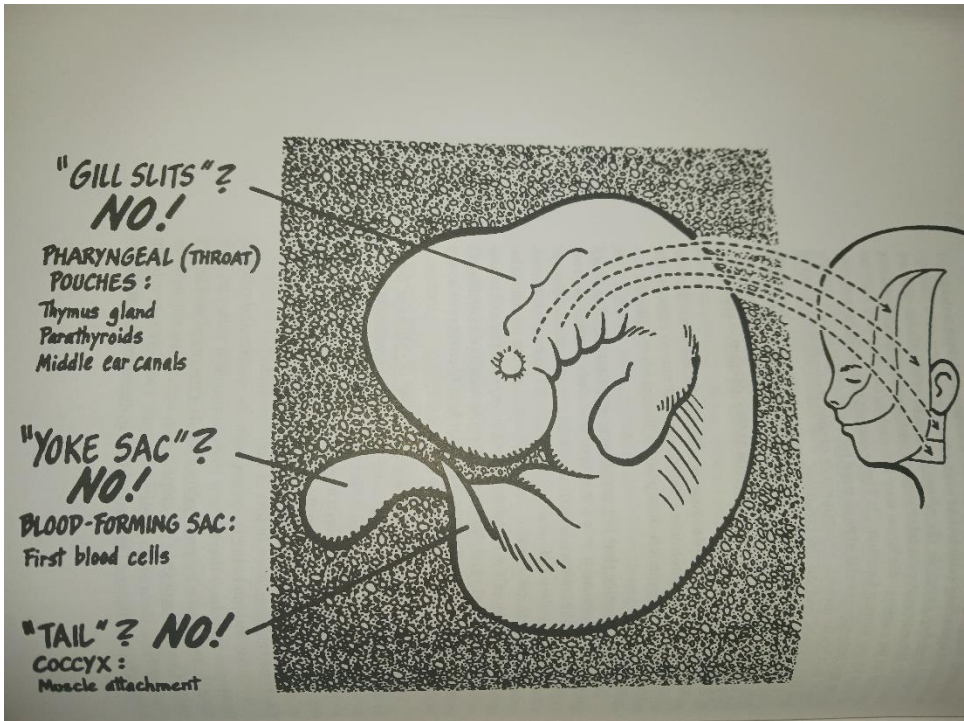 "GILL SLITS"?
NO!
PHARYNGEAL (THROAT)
POUCHES:
Thymus gland
Parathyroids
Middle ear canals
"YOKE SAC"?
NO!
BLOOD-FORMING SAC:
First blood cells
"TAIL"? NO!
COCCYX:
Muscle attachment